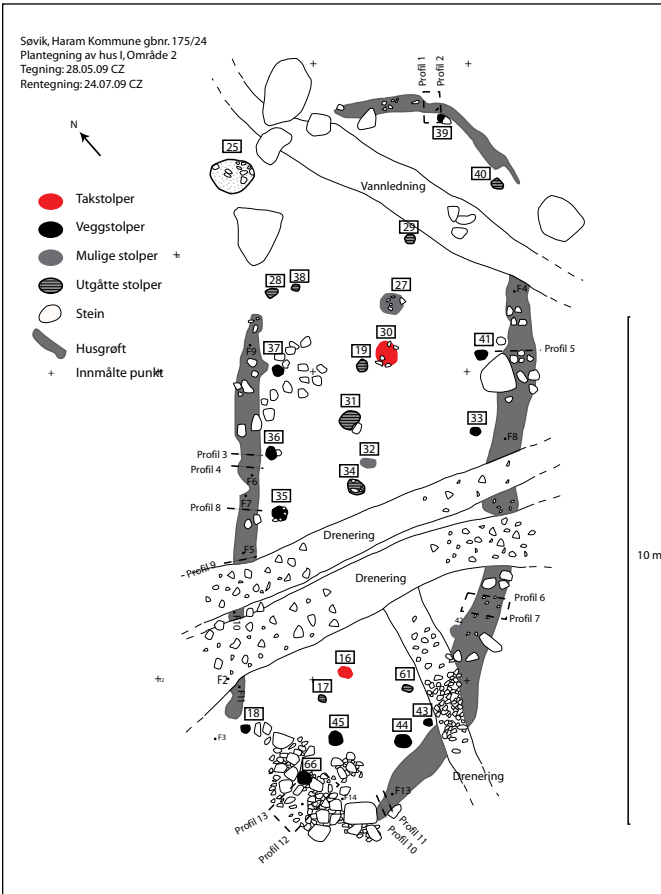 Søvik, Haram Kommune gbnr. 175/24
Plantegning av hus I, Område 2
Tegning: 28.05.09 CZ
Rentegning: 24.07.09 CZ
N
Takstolper
Veggstolper
Mulige stolper
Utgåtte stolper
Stein
Husgrøft
Innmålte punkt
Profil 1
Profil 2
39
25
40
Vannledning
29
28
38
27
F4
30
F9
37
19
41
Profil 5
31
33
36
F8
Profil 3
32
Profil 4
34
F6
F7
35
Profil 8
Drenering
F5
Profil 9
10 m
Drenering
Profil 6
Profil 7
42
16
F2
17
61
F11
18
45
43
44
F3
66
Drenering
F14
F13
Profil 13
Profil 12
Profil 11
Profil 10